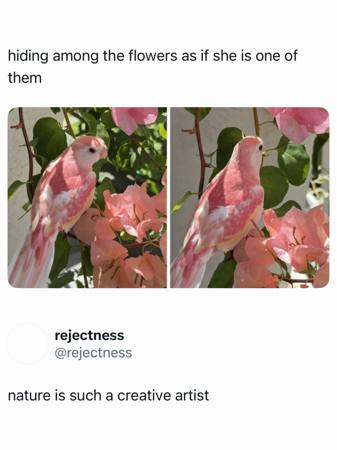 hiding among the flowers as if she is one of
them
rejectness
@rejectness
nature is such a creative artist